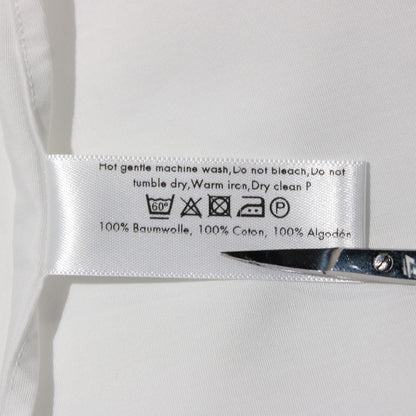 Hot gentle machine wash,Do not bleach,Do not
tumble dry,Warm iron,Dry clean P
60°
P
100% Baumwolle, 100% Coton, 100% Algodón